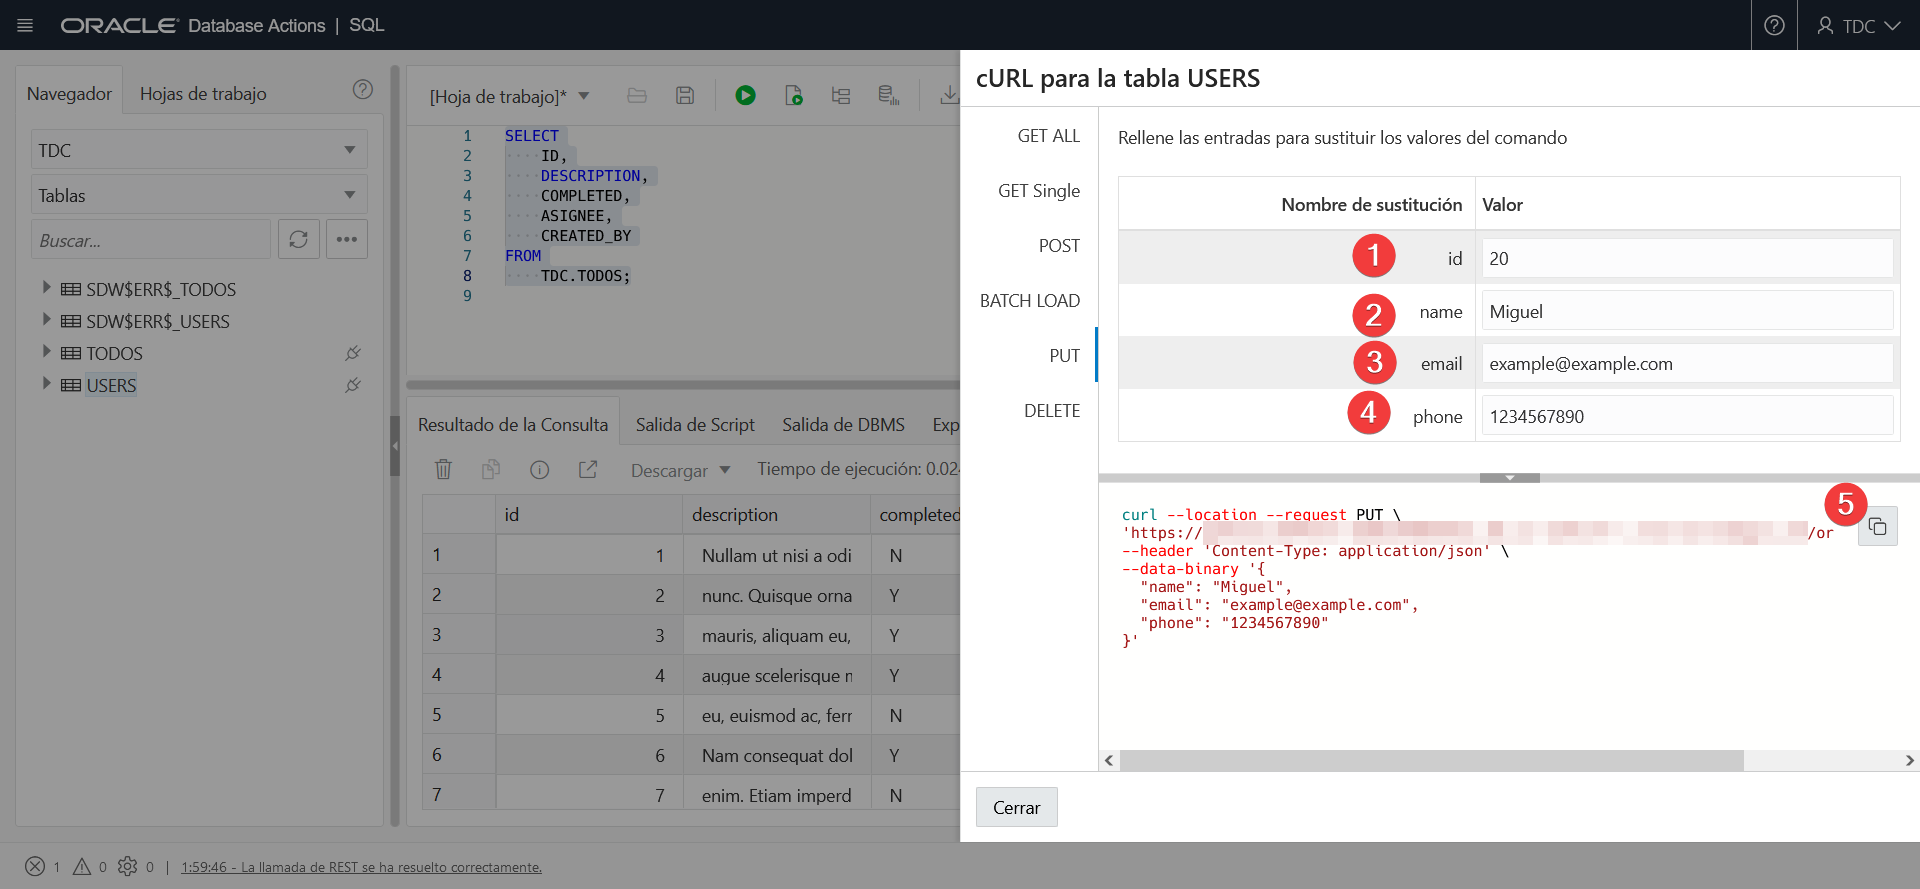 ORACLE Database Actions | SQL
TDC
Navegador
Hojas de trabajo
TDC
Tablas
Buscar...
SDW$ERR$_TODOS
SDW$ERR$_USERS
TODOS
USERS
[Hoja de trabajo]*
1 SELECT
2 ID,
3 DESCRIPTION,
4 COMPLETED,
5 ASIGNEE,
6 CREATED_BY
7 FROM
8 TDC.TODOS;
9
Resultado de la Consulta
Salida de Script
Salida de DBMS
Exp
Descargar
Tiempo de ejecución: 0.02
id description completed
1 1 Nullam ut nisi a odi N
2 2 nunc. Quisque orna Y
3 3 mauris, aliquam eu, Y
4 4 augue scelerisque Y
5 5 eu, euismod ac, ferr N
6 6 Nam consequat dol Y
7 7 enim. Etiam imperd N
cURL para la tabla USERS
GET ALL
GET Single
POST
BATCH LOAD
PUT
DELETE
Rellene las entradas para sustituir los valores del comando
Nombre de sustitución Valor
1 id 20
2 name Miguel
3 email example@example.com
4 phone 1234567890
5
curl --location --request PUT \
'https:// /or
--header 'Content-Type: application/json' \
--data-binary '{
"name": "Miguel",
"email": "example@example.com",
"phone": "1234567890"
}'
Cerrar
1 0 0 | 1:59:46 - La llamada de REST se ha resuelto correctamente.